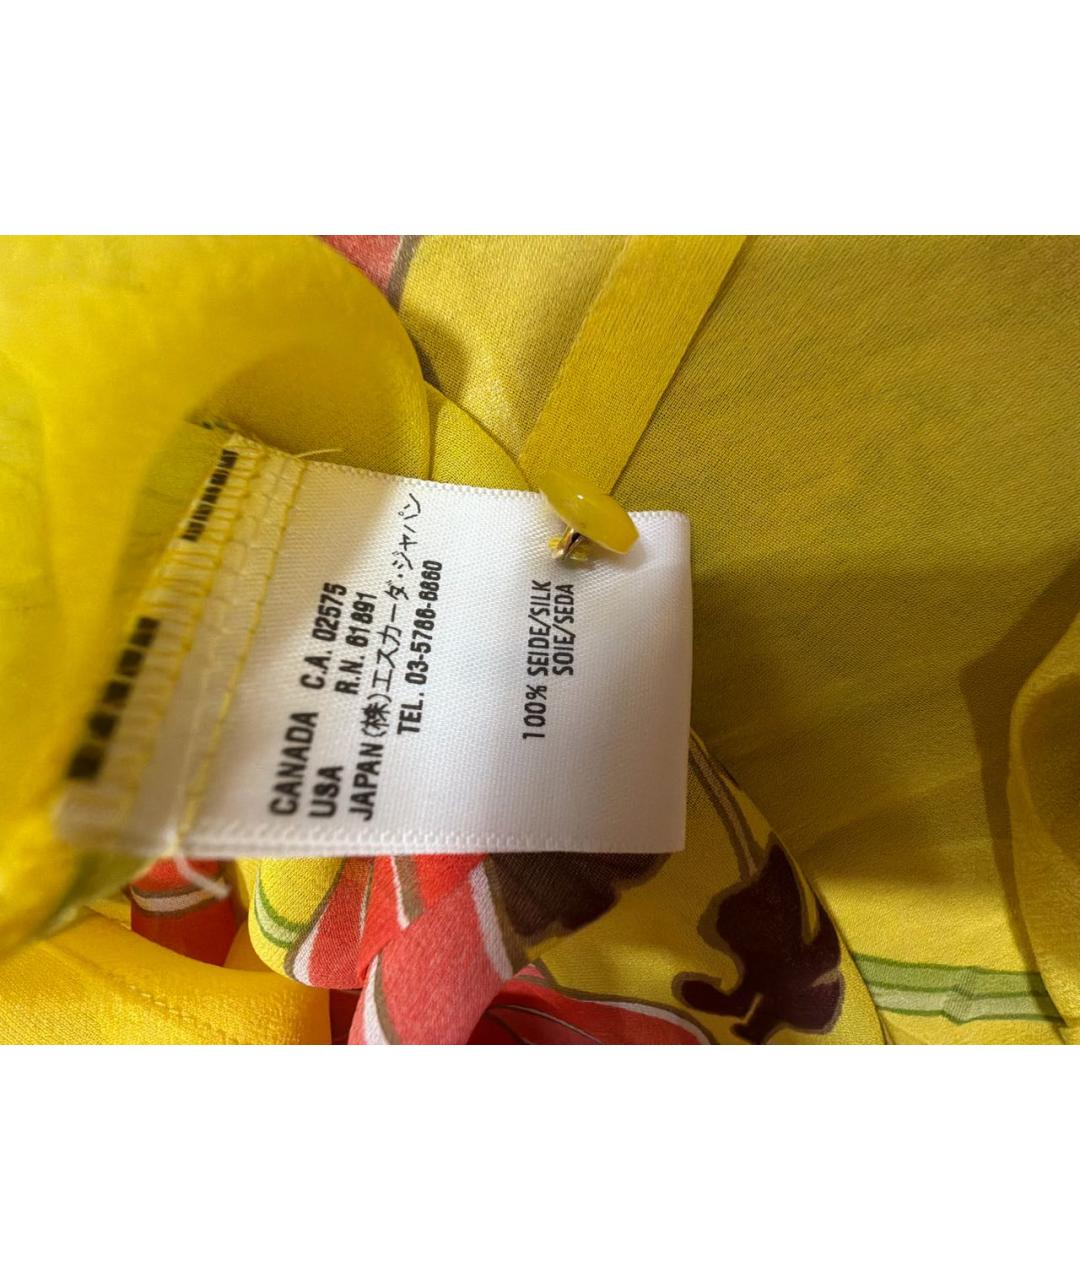 CANADA C.A. 02575
USA R.N. 61891
JAPAN (株)エスカーダ・ジャパン
TEL. 03-5786-6860
100% SEIDE/SILK
SOIE/SEDA